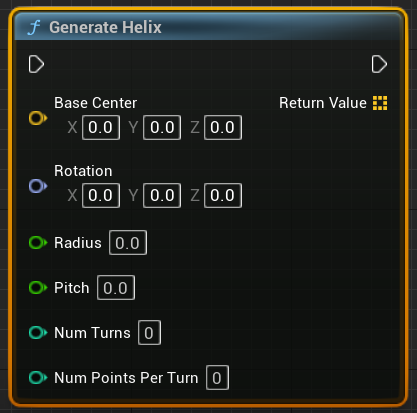 f Generate Helix
Base Center Return Value
X 0.0 Y 0.0 Z 0.0
Rotation
X 0.0 Y 0.0 Z 0.0
Radius 0.0
Pitch 0.0
Num Turns 0
Num Points Per Turn 0